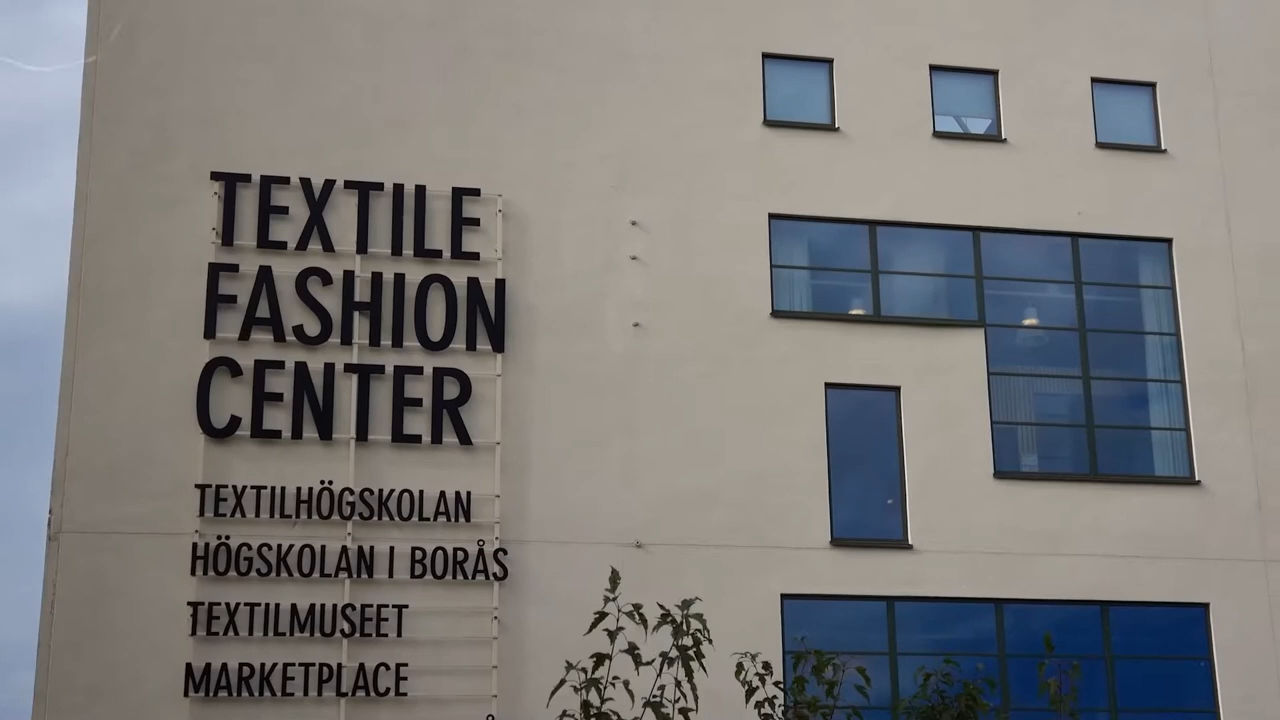 TEXTILE
FASHION
CENTER
TEXTILHÖGSKOLAN
HÖGSKOLAN I BORÅS
TEXTILMUSEET
MARKETPLACE